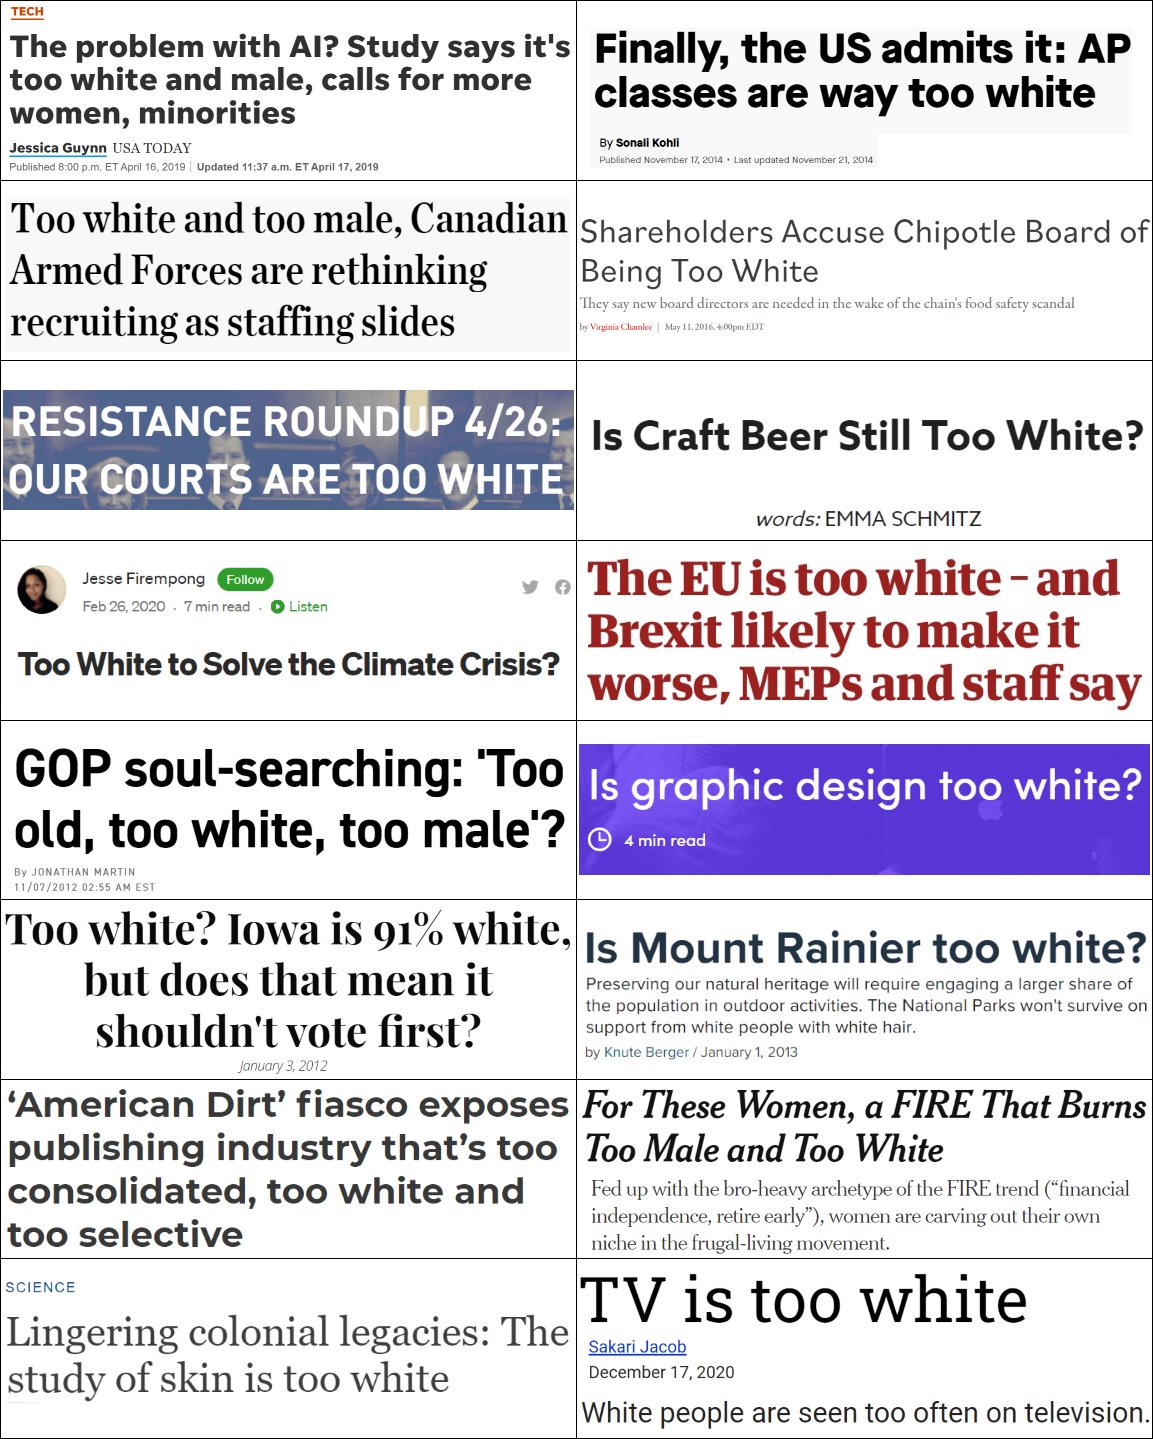 TECH
The problem with AI? Study says it's
too white and male, calls for more
women, minorities
Jessica Guynn USA TODAY
Published 8:00 p.m. ET April 16, 2019 | Updated 11:37 a.m. ET April 17, 2019
Finally, the US admits it: AP
classes are way too white
By Sonali Kohli
Published November 17, 2014 • Last updated November 21, 2014
Too white and too male, Canadian
Armed Forces are rethinking
recruiting as staffing slides
Shareholders Accuse Chipotle Board of
Being Too White
They say new board directors are needed in the wake of the chain's food safety scandal
by Virginia Chamlee | May 11, 2016, 4:00pm EDT
RESISTANCE ROUNDUP 4/26:
OUR COURTS ARE TOO WHITE
Is Craft Beer Still Too White?
words: EMMA SCHMITZ
Jesse Firempong Follow
Feb 26, 2020 · 7 min read · Listen
Too White to Solve the Climate Crisis?
The EU is too white – and
Brexit likely to make it
worse, MEPs and staff say
GOP soul-searching: 'Too
old, too white, too male'?
By JONATHAN MARTIN
11/07/2012 02:55 AM EST
Is graphic design too white?
4 min read
Too white? Iowa is 91% white,
but does that mean it
shouldn't vote first?
January 3, 2012
Is Mount Rainier too white?
Preserving our natural heritage will require engaging a larger share of
the population in outdoor activities. The National Parks won't survive on
support from white people with white hair.
by Knute Berger / January 1, 2013
‘American Dirt’ fiasco exposes
publishing industry that’s too
consolidated, too white and
too selective
For These Women, a FIRE That Burns
Too Male and Too White
Fed up with the bro-heavy archetype of the FIRE trend (“financial
independence, retire early”), women are carving out their own
niche in the frugal-living movement.
SCIENCE
Lingering colonial legacies: The
study of skin is too white
TV is too white
Sakari Jacob
December 17, 2020
White people are seen too often on television.